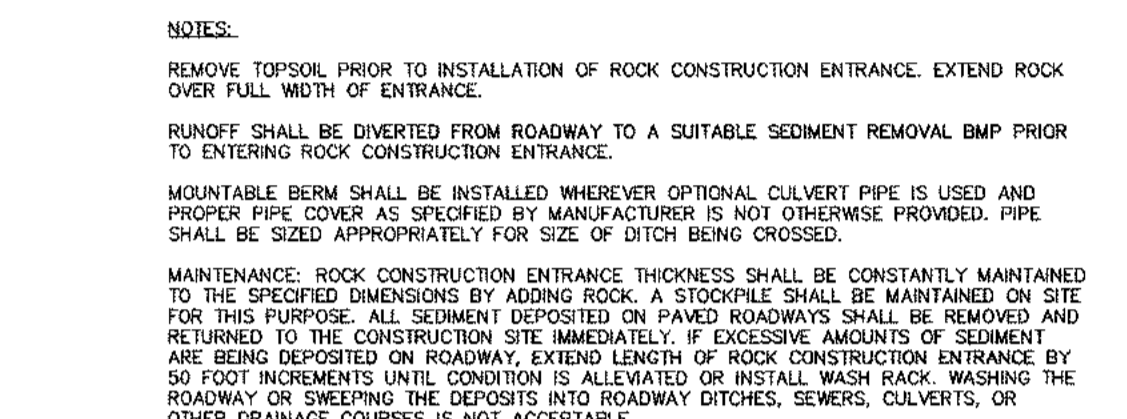 NOTES:
REMOVE TOPSOIL PRIOR TO INSTALLATION OF ROCK CONSTRUCTION ENTRANCE. EXTEND ROCK
OVER FULL WIDTH OF ENTRANCE.
RUNOFF SHALL BE DIVERTED FROM ROADWAY TO A SUITABLE SEDIMENT REMOVAL BMP PRIOR
TO ENTERING ROCK CONSTRUCTION ENTRANCE.
MOUNTABLE BERM SHALL BE INSTALLED WHEREVER OPTIONAL CULVERT PIPE IS USED AND
PROPER PIPE COVER AS SPECIFIED BY MANUFACTURER IS NOT OTHERWISE PROVIDED. PIPE
SHALL BE SIZED APPROPRIATELY FOR SIZE OF DITCH BEING CROSSED.
MAINTENANCE: ROCK CONSTRUCTION ENTRANCE THICKNESS SHALL BE CONSTANTLY MAINTAINED
TO THE SPECIFIED DIMENSIONS BY ADDING ROCK. A STOCKPILE SHALL BE MAINTAINED ON SITE
FOR THIS PURPOSE. ALL SEDIMENT DEPOSITED ON PAVED ROADWAYS SHALL BE REMOVED AND
RETURNED TO THE CONSTRUCTION SITE IMMEDIATELY. IF EXCESSIVE AMOUNTS OF SEDIMENT
ARE BEING DEPOSITED ON ROADWAY, EXTEND LENGTH OF ROCK CONSTRUCTION ENTRANCE BY
50 FOOT INCREMENTS UNTIL CONDITION IS ALLEVIATED OR INSTALL WASH RACK. WASHING THE
ROADWAY OR SWEEPING THE DEPOSITS INTO ROADWAY DITCHES, SEWERS, CULVERTS, OR
OTHER DRAINAGE COURSES IS NOT ACCEPTABLE.